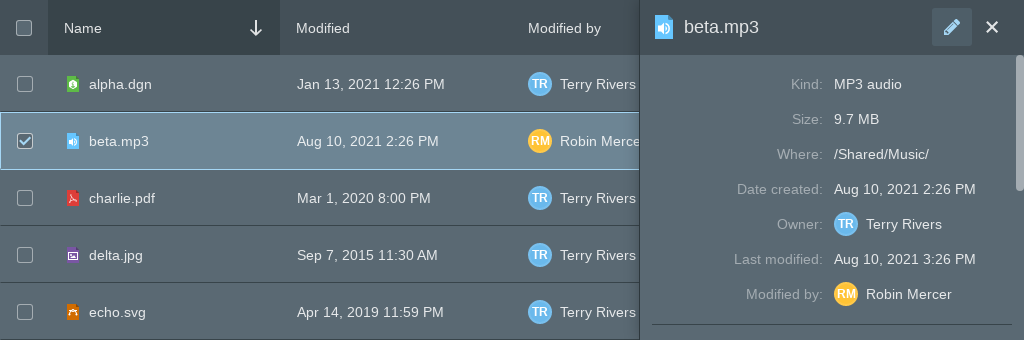 Name Modified Modified by
alpha.dgn Jan 13, 2021 12:26 PM TR Terry Rivers
beta.mp3 Aug 10, 2021 2:26 PM RM Robin Merce
charlie.pdf Mar 1, 2020 8:00 PM TR Terry Rivers
delta.jpg Sep 7, 2015 11:30 AM TR Terry Rivers
echo.svg Apr 14, 2019 11:59 PM TR Terry Rivers
beta.mp3
Kind: MP3 audio
Size: 9.7 MB
Where: /Shared/Music/
Date created: Aug 10, 2021 2:26 PM
Owner: TR Terry Rivers
Last modified: Aug 10, 2021 3:26 PM
Modified by: RM Robin Mercer